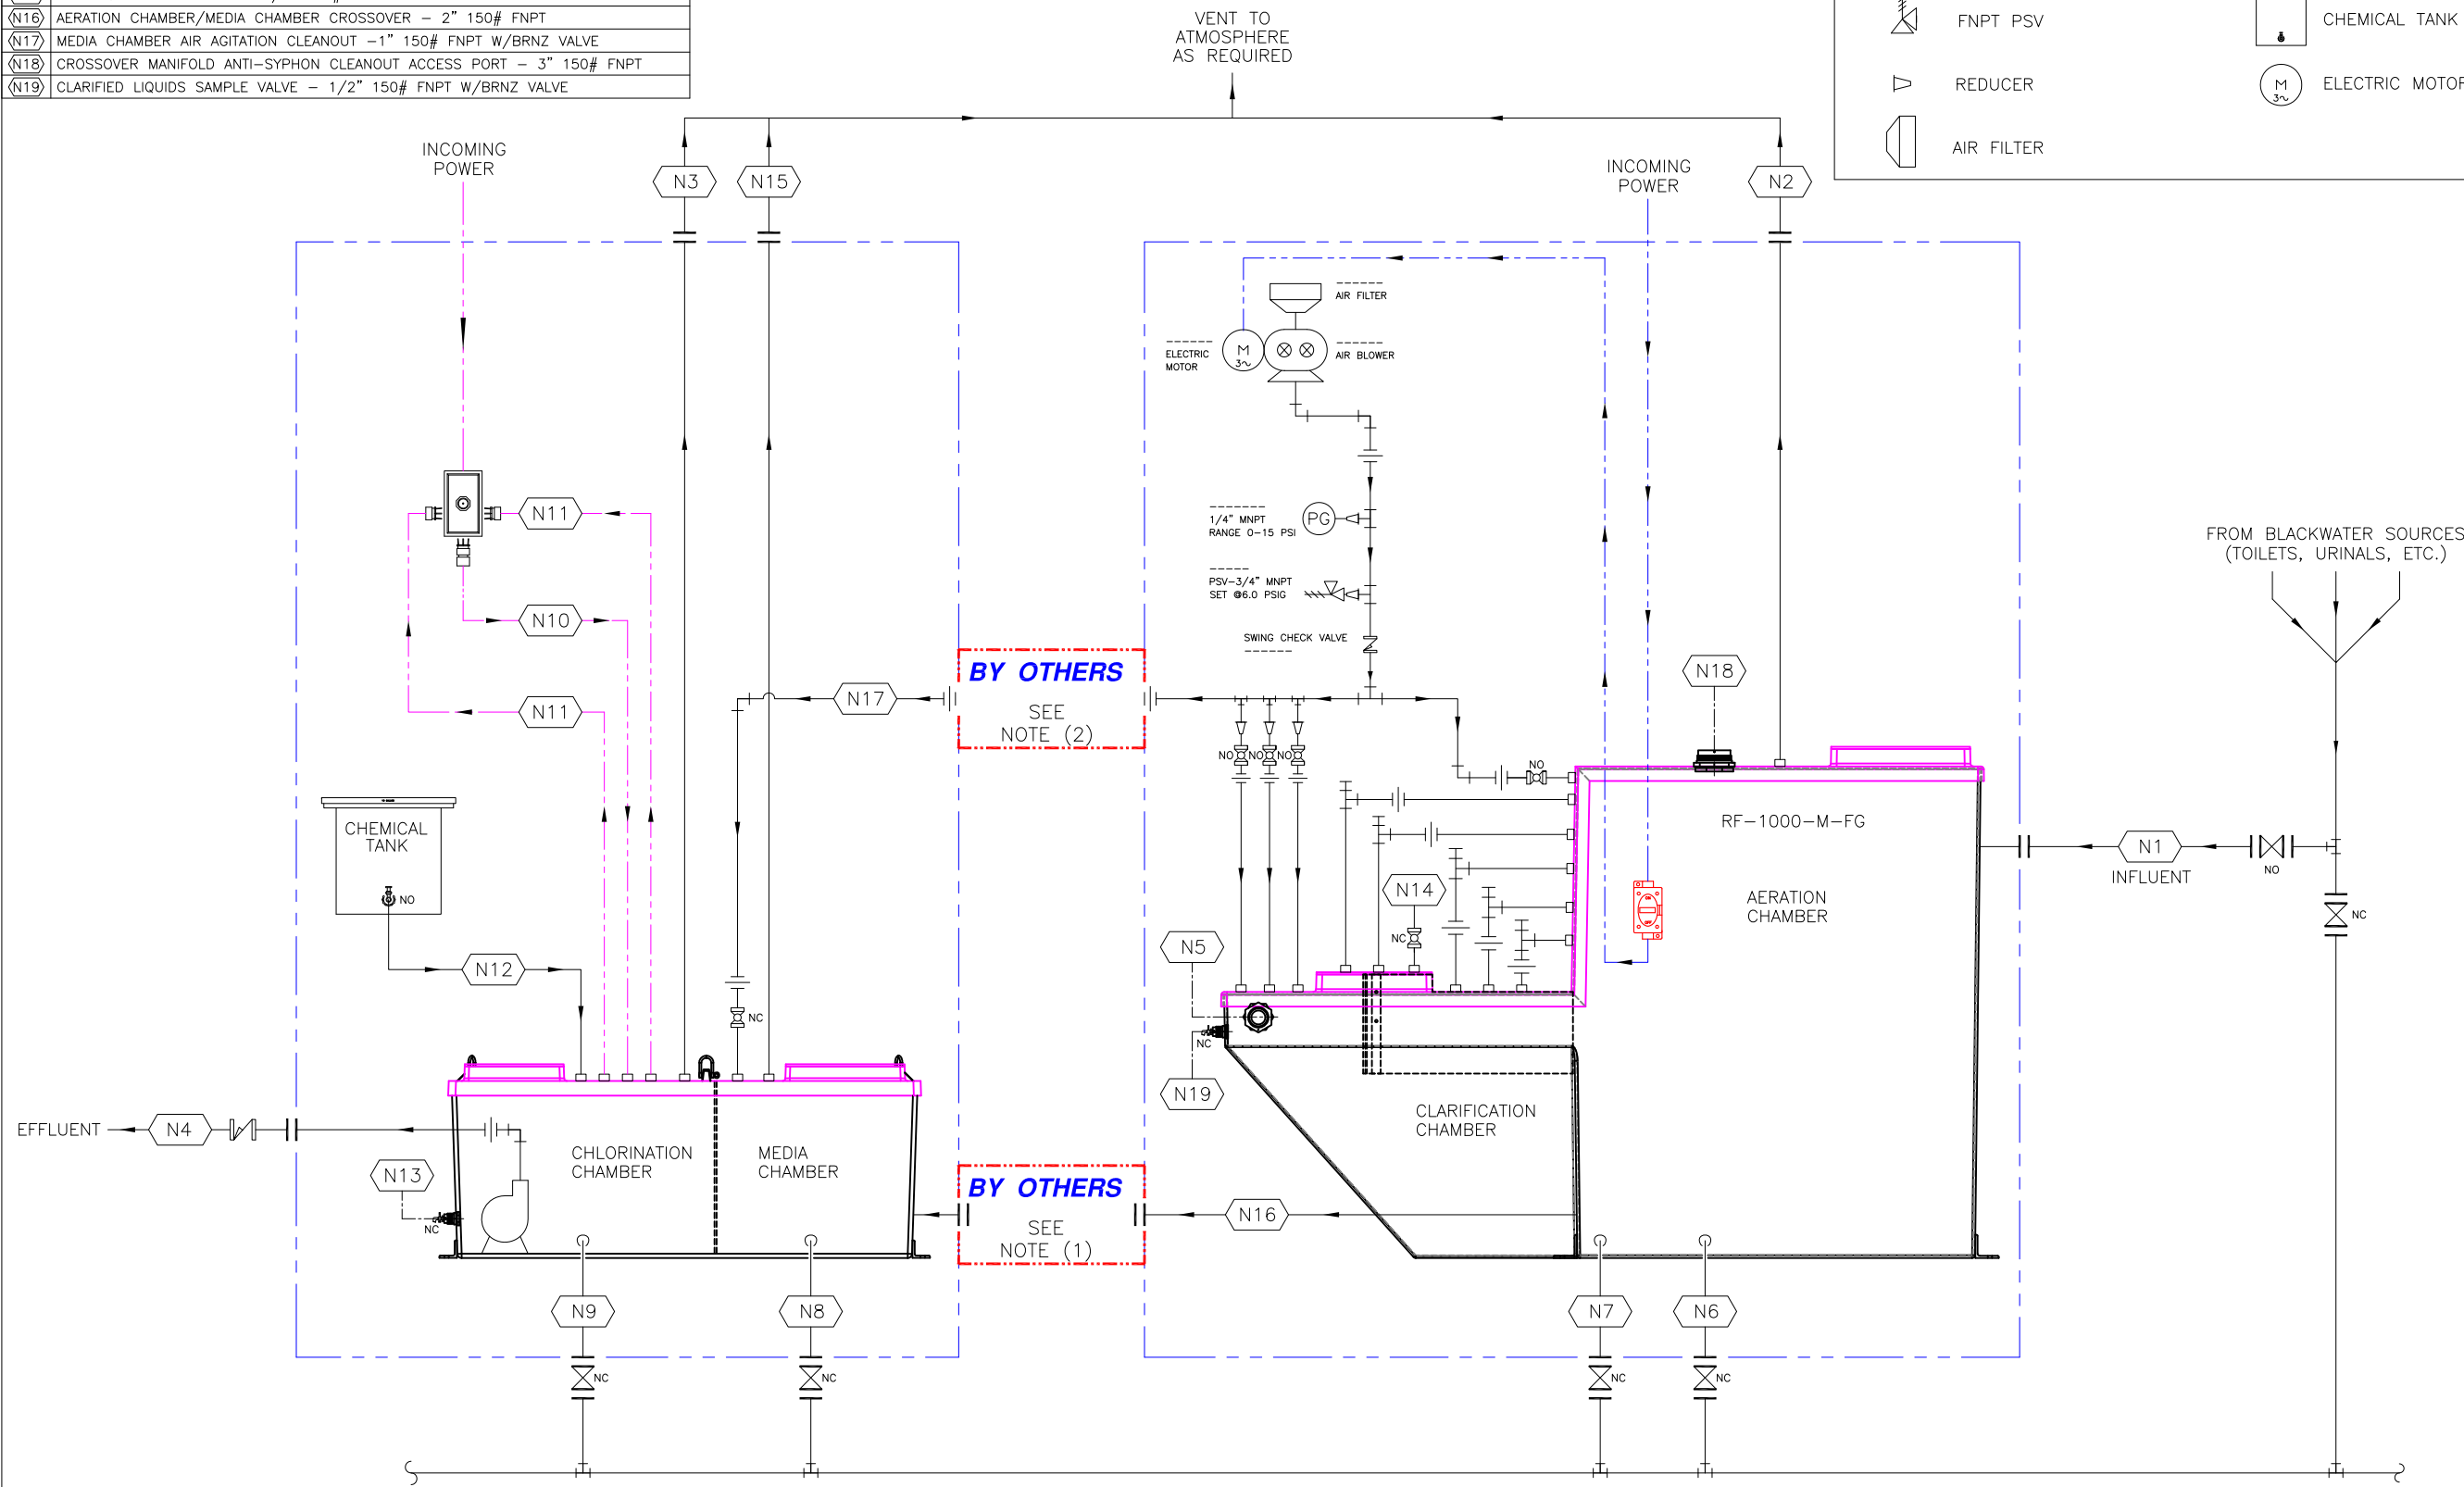 N16 AERATION CHAMBER/MEDIA CHAMBER CROSSOVER - 2" 150# FNPT
N17 MEDIA CHAMBER AIR AGITATION CLEANOUT -1" 150# FNPT W/BRNZ VALVE
N18 CROSSOVER MANIFOLD ANTI-SYPHON CLEANOUT ACCESS PORT - 3" 150# FNPT
N19 CLARIFIED LIQUIDS SAMPLE VALVE - 1/2" 150# FNPT W/BRNZ VALVE
VENT TO
ATMOSPHERE
AS REQUIRED
FNPT PSV
CHEMICAL TANK
REDUCER
M
3~
ELECTRIC MOTOR
AIR FILTER
INCOMING
POWER
N3
N15
INCOMING
POWER
N2
AIR FILTER
ELECTRIC
MOTOR
M
3~
AIR BLOWER
N11
1/4" MNPT
RANGE 0-15 PSI
PG
FROM BLACKWATER SOURCES
(TOILETS, URINALS, ETC.)
PSV-3/4" MNPT
SET @6.0 PSIG
N10
SWING CHECK VALVE
BY OTHERS
SEE
NOTE (2)
N17
N11
N18
NO
NO
NO
NO
CHEMICAL
TANK
NO
RF-1000-M-FG
N1
INFLUENT
NO
N14
NC
AERATION
CHAMBER
NC
N5
N12
NC
NC
N19
CLARIFICATION
CHAMBER
EFFLUENT
N4
CHLORINATION
CHAMBER
MEDIA
CHAMBER
N13
NC
BY OTHERS
SEE
NOTE (1)
N16
N9
N8
N7
N6
NC
NC
NC
NC